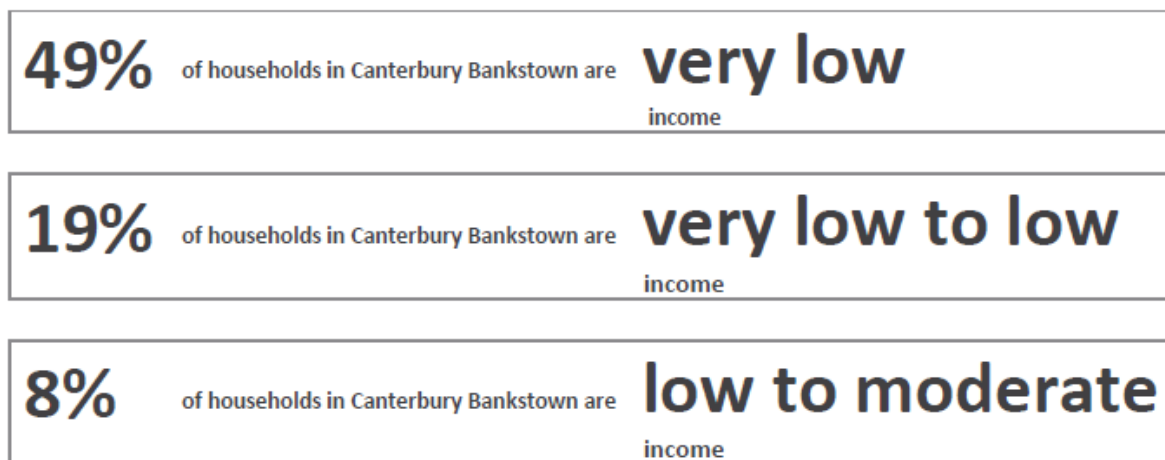 49% of households in Canterbury Bankstown are very low
income
19% of households in Canterbury Bankstown are very low to low
income
8% of households in Canterbury Bankstown are low to moderate
income